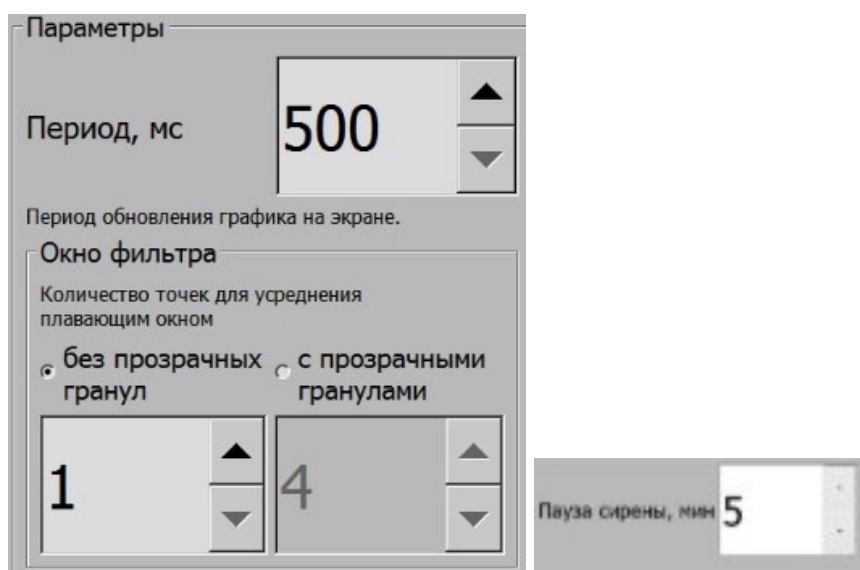 Параметры
Период, мс
500
Период обновления графика на экране.
Окно фильтра
Количество точек для усреднения
плавающим окном
без прозрачных
гранул
с прозрачными
гранулами
1
4
Пауза сирены, мин 5